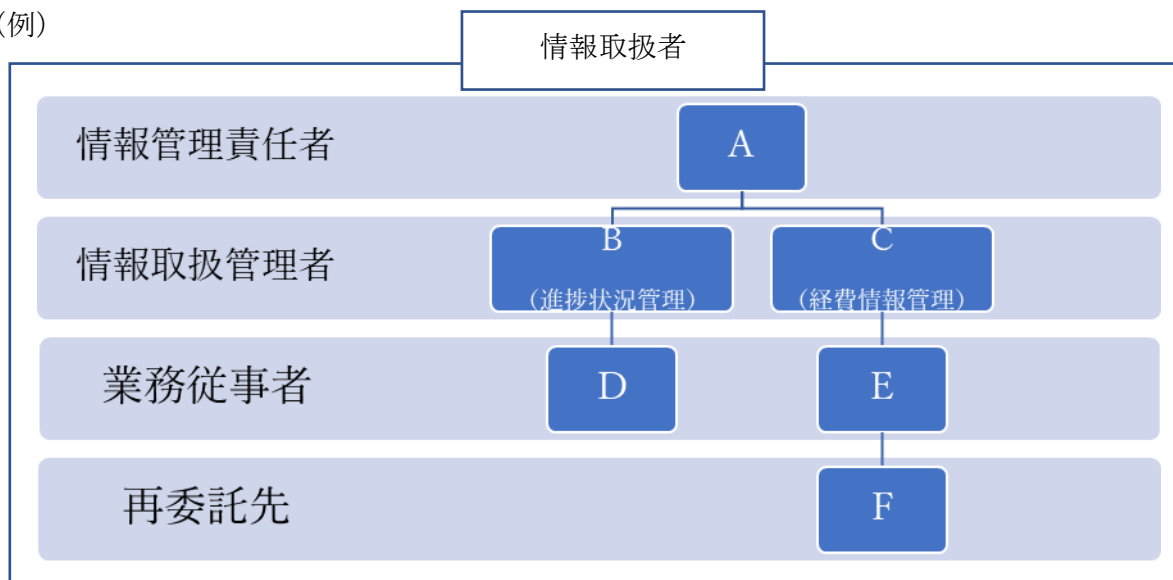 （例）
情報取扱者
情報管理責任者
A
情報取扱管理者
B
（進捗状況管理）
C
（経費情報管理）
業務従事者
D
E
再委託先
F